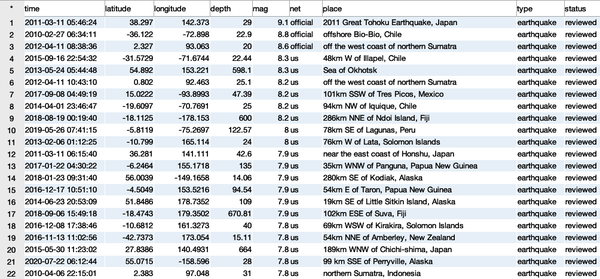 * time latitude longitude depth mag net place type status
1 2011-03-11 05:46:24 38.297 142.373 29 9.1 official 2011 Great Tohoku Earthquake, Japan earthquake reviewed
2 2010-02-27 06:34:11 -36.122 -72.898 22.9 8.8 official offshore Bio-Bio, Chile earthquake reviewed
3 2012-04-11 08:38:36 2.327 93.063 20 8.6 official off the west coast of northern Sumatra earthquake reviewed
4 2015-09-16 22:54:32 -31.5729 -71.6744 22.44 8.3 us 48km W of Illapel, Chile earthquake reviewed
5 2013-05-24 05:44:48 54.892 153.221 598.1 8.3 us Sea of Okhotsk earthquake reviewed
6 2012-04-11 10:43:10 0.802 92.463 25.1 8.2 us off the west coast of northern Sumatra earthquake reviewed
7 2017-09-08 04:49:19 15.0222 -93.8993 47.39 8.2 us 101km SSW of Tres Picos, Mexico earthquake reviewed
8 2014-04-01 23:46:47 -19.6097 -70.7691 25 8.2 us 94km NW of Iquique, Chile earthquake reviewed
9 2018-08-19 00:19:40 -18.1125 -178.153 600 8.2 us 286km NNE of Ndoi Island, Fiji earthquake reviewed
10 2019-05-26 07:41:15 -5.8119 -75.2697 122.57 8 us 78km SE of Lagunas, Peru earthquake reviewed
11 2013-02-06 01:12:25 -10.799 165.114 24 8 us 76km W of Lata, Solomon Islands earthquake reviewed
12 2011-03-11 06:15:40 36.281 141.111 42.6 7.9 us near the east coast of Honshu, Japan earthquake reviewed
13 2017-01-22 04:30:22 -6.2464 155.1718 135 7.9 us 35km WNW of Panguna, Papua New Guinea earthquake reviewed
14 2018-01-23 09:31:40 56.0039 -149.1658 14.06 7.9 us 280km SE of Kodiak, Alaska earthquake reviewed
15 2016-12-17 10:51:10 -4.5049 153.5216 94.54 7.9 us 54km E of Taron, Papua New Guinea earthquake reviewed
16 2014-06-23 20:53:09 51.8486 178.7352 109 7.9 us 19km SE of Little Sitkin Island, Alaska earthquake reviewed
17 2018-09-06 15:49:18 -18.4743 179.3502 670.81 7.9 us 102km ESE of Suva, Fiji earthquake reviewed
18 2016-12-08 17:38:46 -10.6812 161.3273 40 7.8 us 69km WSW of Kirakira, Solomon Islands earthquake reviewed
19 2016-11-13 11:02:56 -42.7373 173.054 15.11 7.8 us 54km NNE of Amberley, New Zealand earthquake reviewed
20 2015-05-30 11:23:02 27.8386 140.4931 664 7.8 us 189km WNW of Chichi-shima, Japan earthquake reviewed
21 2020-07-22 06:12:44 55.0715 -158.596 28 7.8 us 99 km SSE of Perryville, Alaska earthquake reviewed
22 2010-04-06 22:15:01 2.383 97.048 31 7.8 us northern Sumatra, Indonesia earthquake reviewed